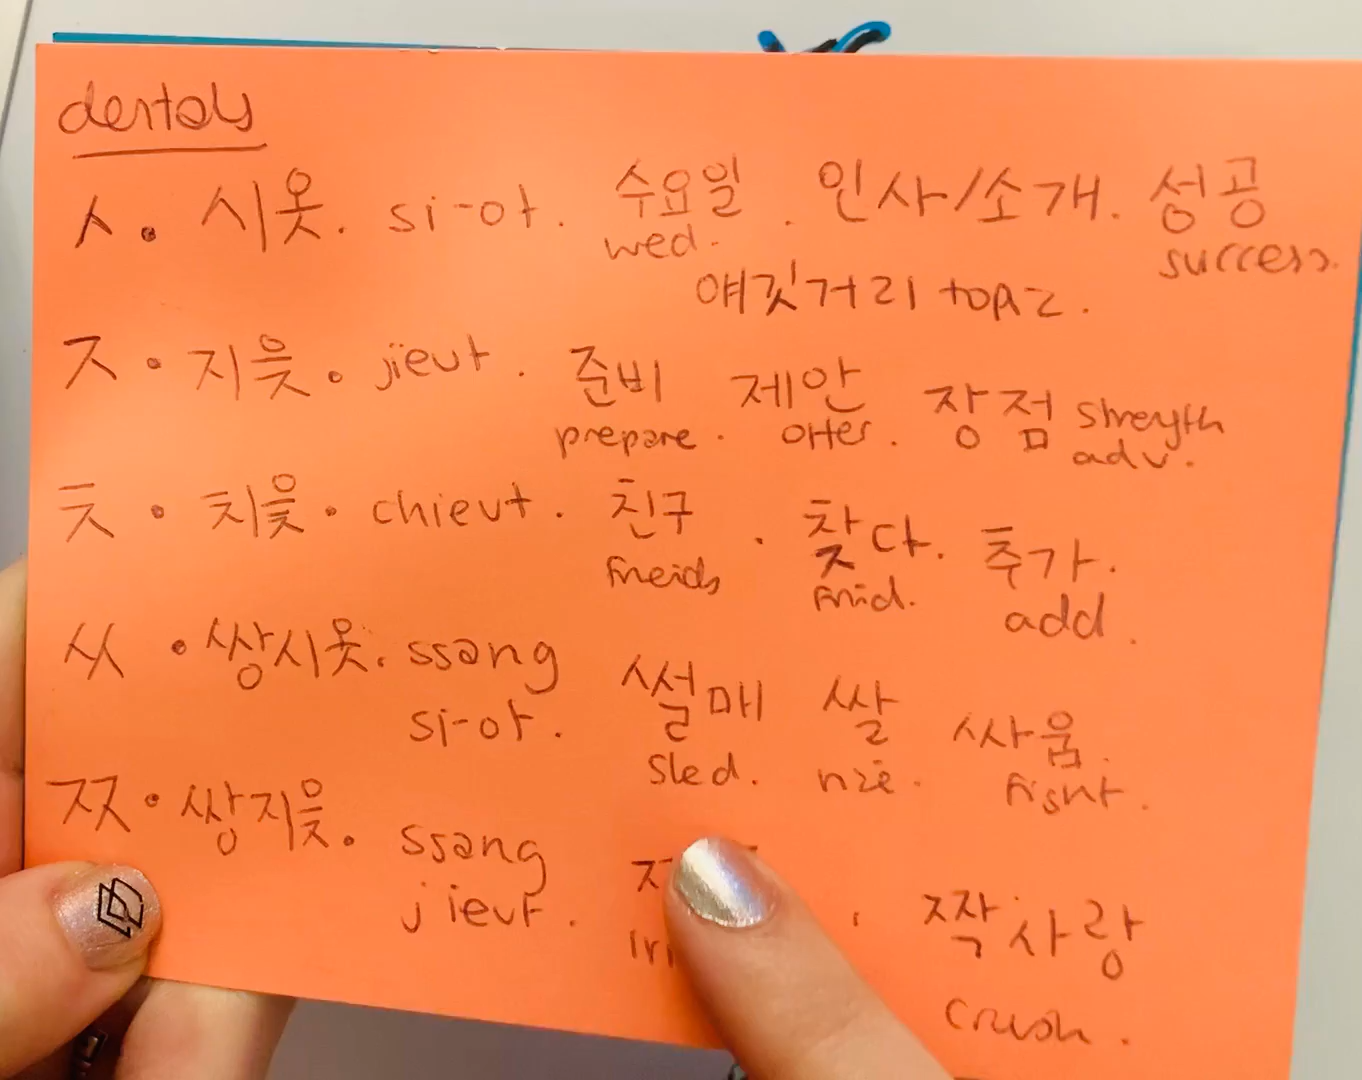 dentals
ㅅ • 시옷. si-ot. 수요일 . 인사/소개. 성공
wed. success.
얘깃거리 topic.
ㅈ • 지읒 • jieut . 준비 제안 장점 strength
prepare . offer . adv.
ㅊ • 치읓 • chieut . 친구 . 찾다. 추가.
friends find. add.
ㅆ • 쌍시옷. ssang 썰매 쌀 싸움.
si-ot. sled. rice. fight.
ㅉ • 쌍지읒. ssang 짝사랑
jieut. crush.